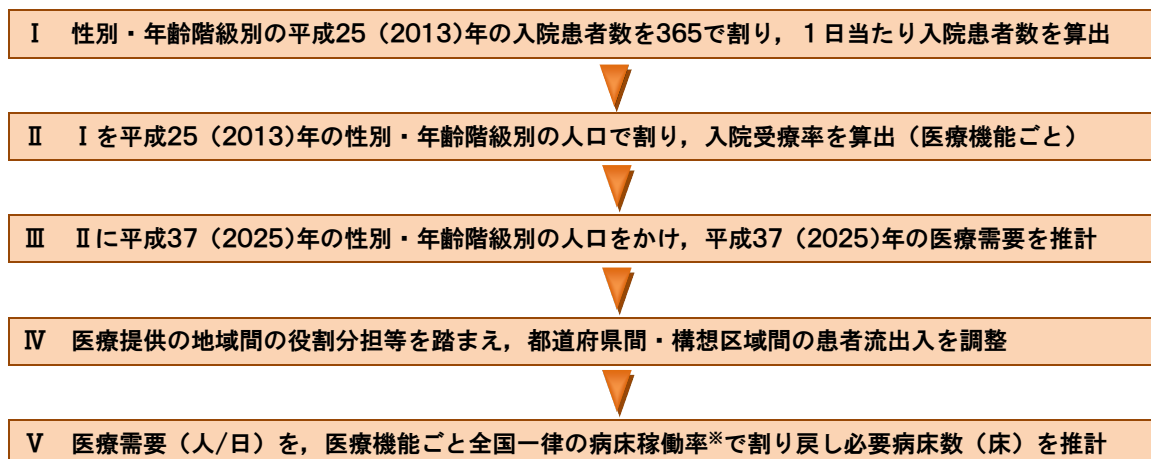 Ⅰ 性別・年齢階級別の平成25（2013)年の入院患者数を365で割り，１日当たり入院患者数を算出
Ⅱ Ⅰを平成25（2013)年の性別・年齢階級別の人口で割り，入院受療率を算出（医療機能ごと）
Ⅲ Ⅱに平成37（2025)年の性別・年齢階級別の人口をかけ，平成37（2025)年の医療需要を推計
Ⅳ 医療提供の地域間の役割分担等を踏まえ，都道府県間・構想区域間の患者流出入を調整
Ⅴ 医療需要（人/日）を，医療機能ごと全国一律の病床稼働率※で割り戻し必要病床数（床）を推計